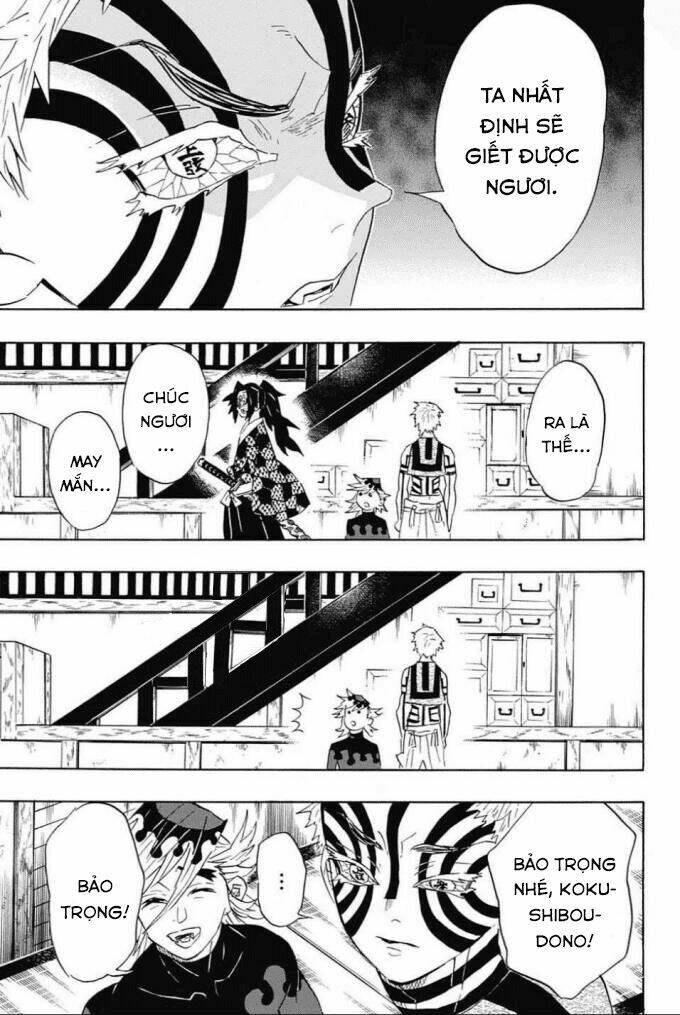 TA NHẤT
ĐỊNH SẼ
GIẾT ĐƯỢC
NGƯƠI.
RA LÀ
THẾ...
CHÚC
NGƯƠI
...
MAY
MẮN...
BẢO TRỌNG
NHÉ, KOKU-
SHIBOU-
DONO!
...
BẢO
TRỌNG!